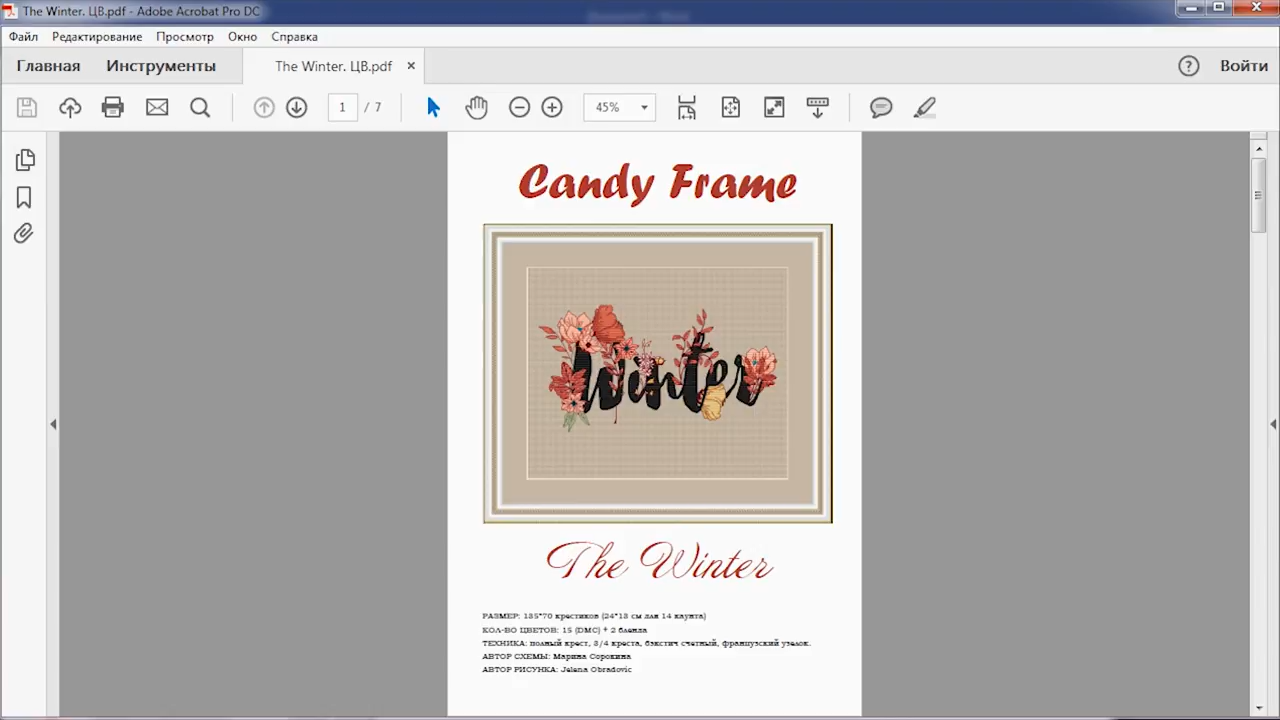 The Winter. ЦВ.pdf - Adobe Acrobat Pro DC
Файл Редактирование Просмотр Окно Справка
Главная Инструменты The Winter. ЦВ.pdf × ? Войти
1 / 7 45%
Candy Frame
Winter
The Winter
РАЗМЕР: 135*70 крестиков (24*13 см для 14 каунта)
КОЛ-ВО ЦВЕТОВ: 15 (DMC) + 2 бленда
ТЕХНИКА: полный крест, 3/4 креста, бэкстич счетный, французский узелок.
АВТОР СХЕМЫ: Марина Сорокина
АВТОР РИСУНКА: Jelena Obradovic